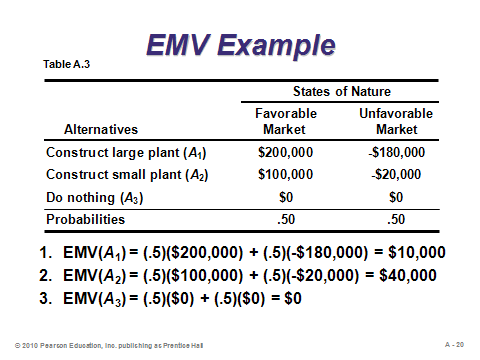 EMV Example
Table A.3
States of Nature
Favorable Unfavorable
Alternatives Market Market
Construct large plant (A1) $200,000 -$180,000
Construct small plant (A2) $100,000 -$20,000
Do nothing (A3) $0 $0
Probabilities .50 .50
1. EMV(A1) = (.5)($200,000) + (.5)(-$180,000) = $10,000
2. EMV(A2) = (.5)($100,000) + (.5)(-$20,000) = $40,000
3. EMV(A3) = (.5)($0) + (.5)($0) = $0
© 2010 Pearson Education, Inc. publishing as Prentice Hall A - 20